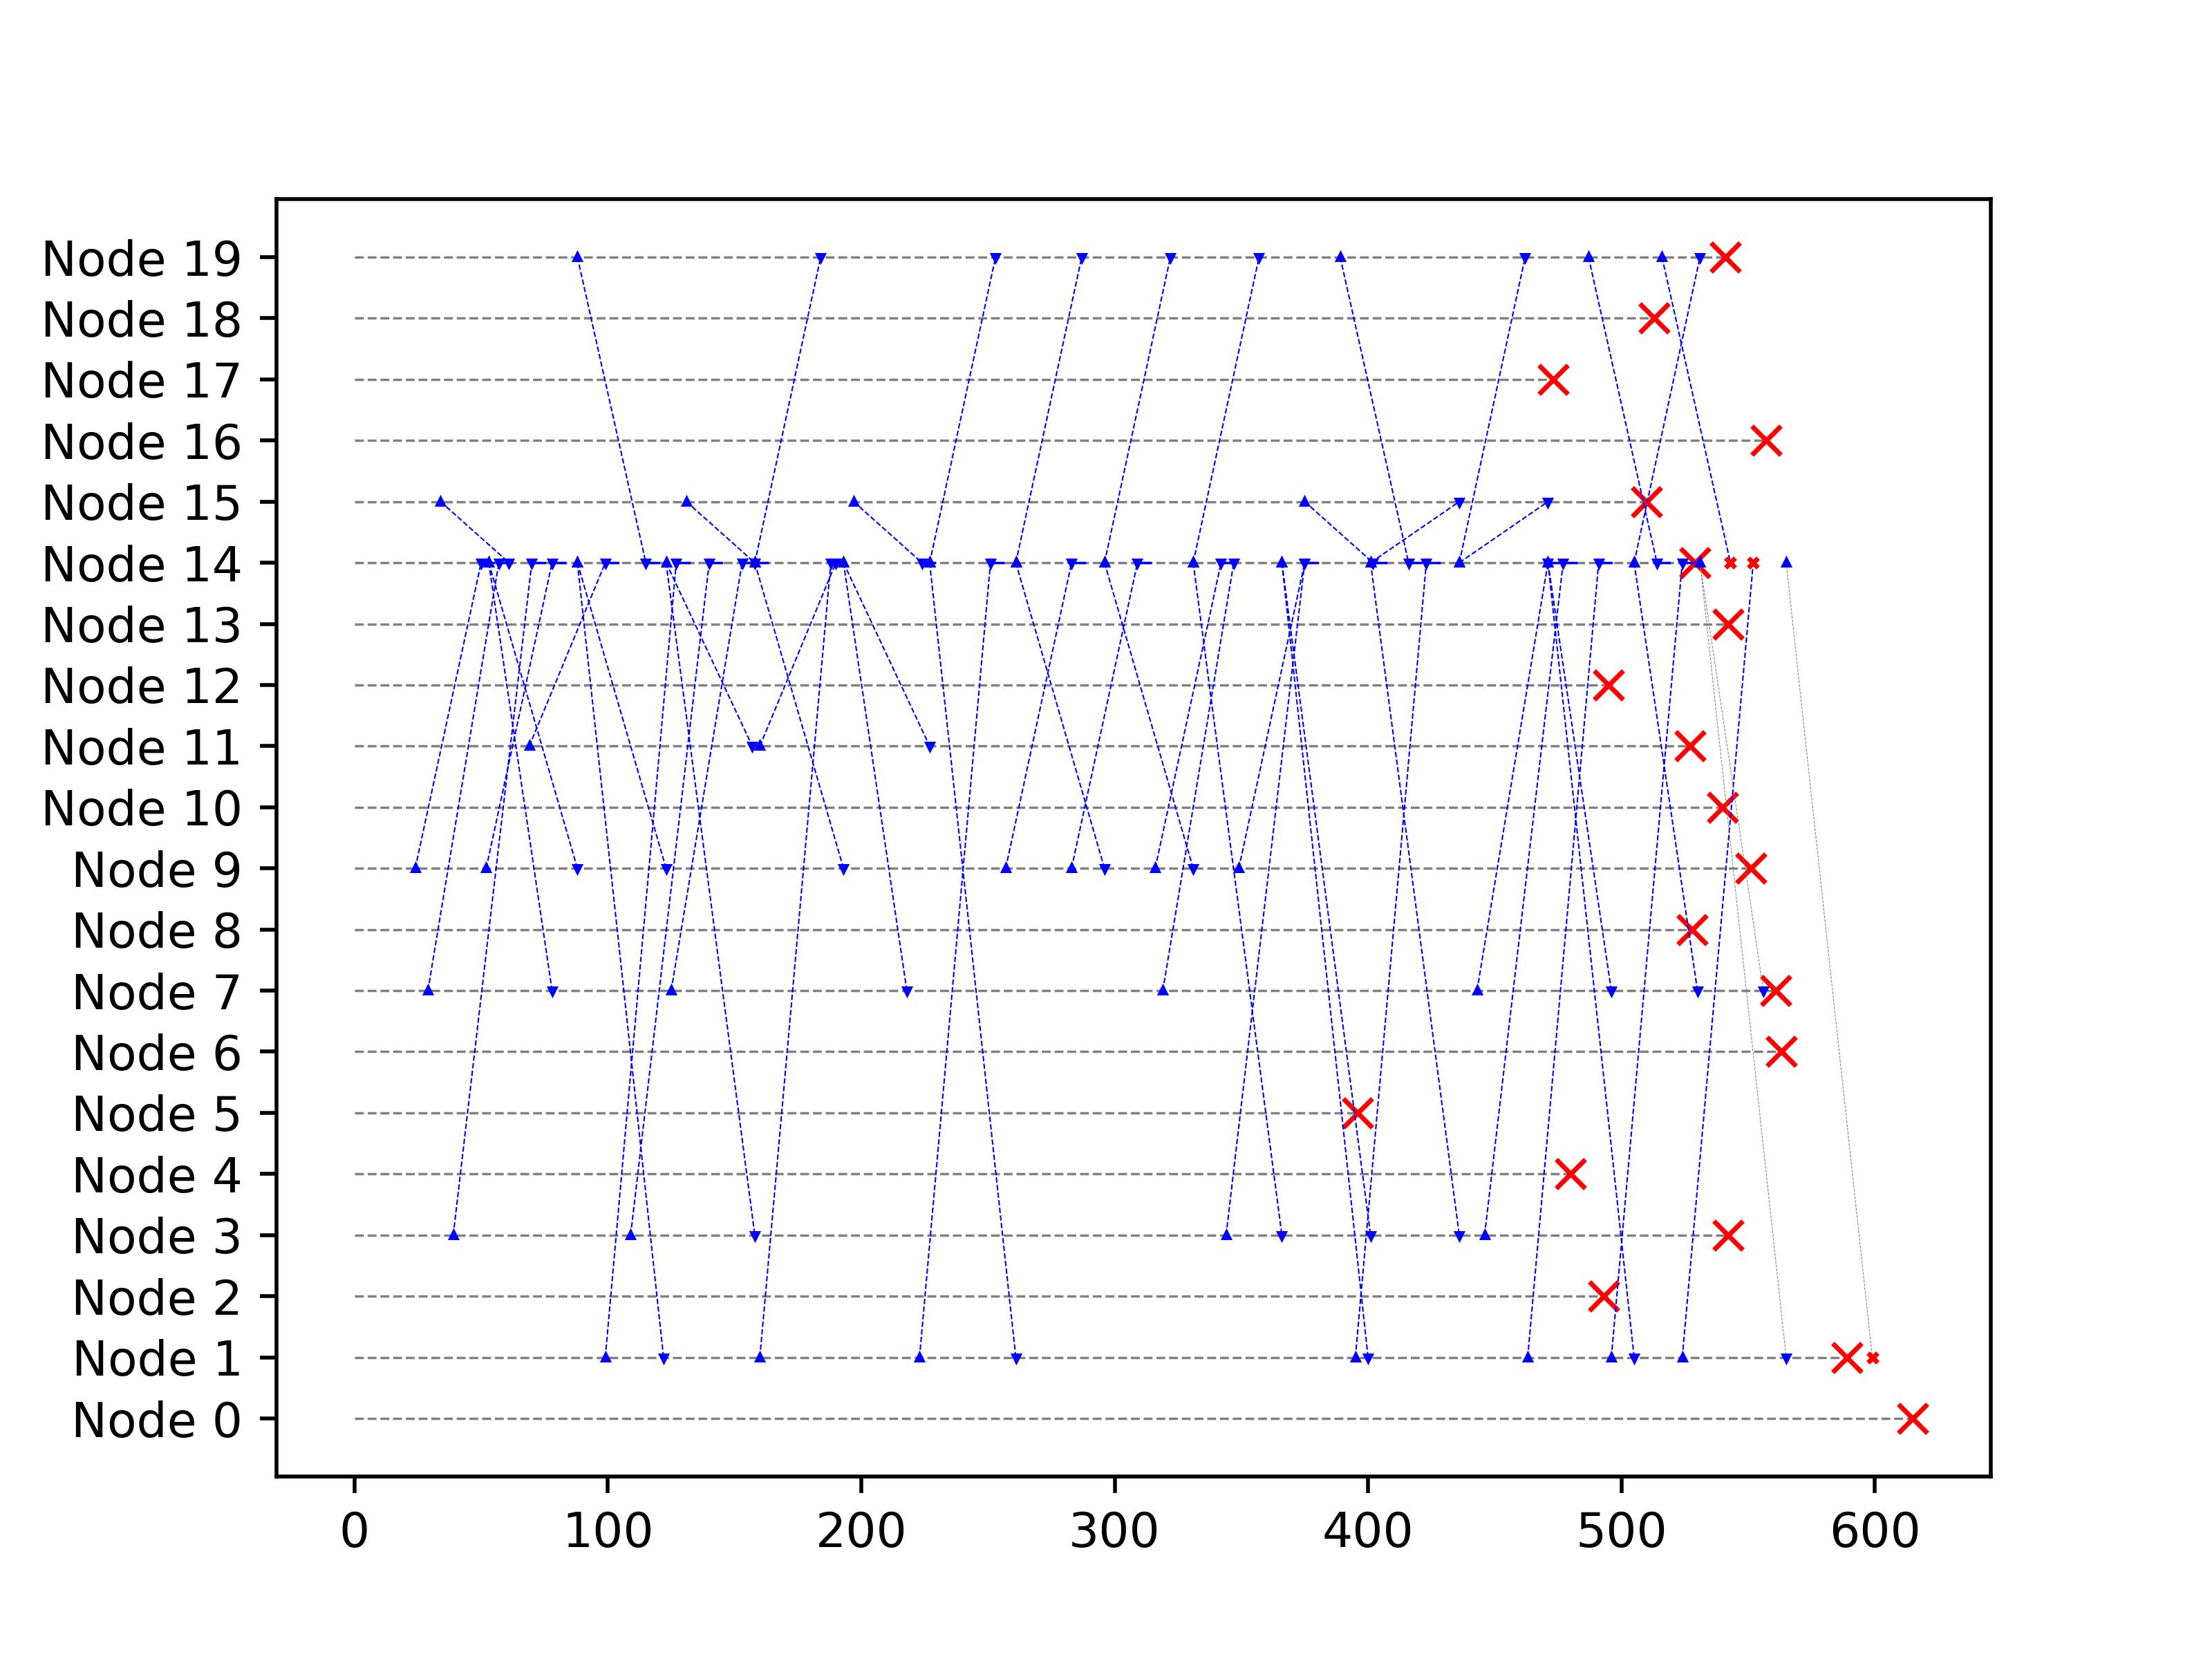 Node 19
Node 18
Node 17
Node 16
Node 15
Node 14
Node 13
Node 12
Node 11
Node 10
Node 9
Node 8
Node 7
Node 6
Node 5
Node 4
Node 3
Node 2
Node 1
Node 0
0 100 200 300 400 500 600